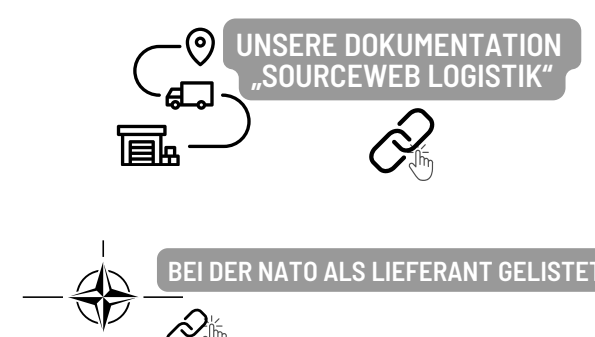 UNSERE DOKUMENTATION
„SOURCEWEB LOGISTIK“
BEI DER NATO ALS LIEFERANT GELISTET